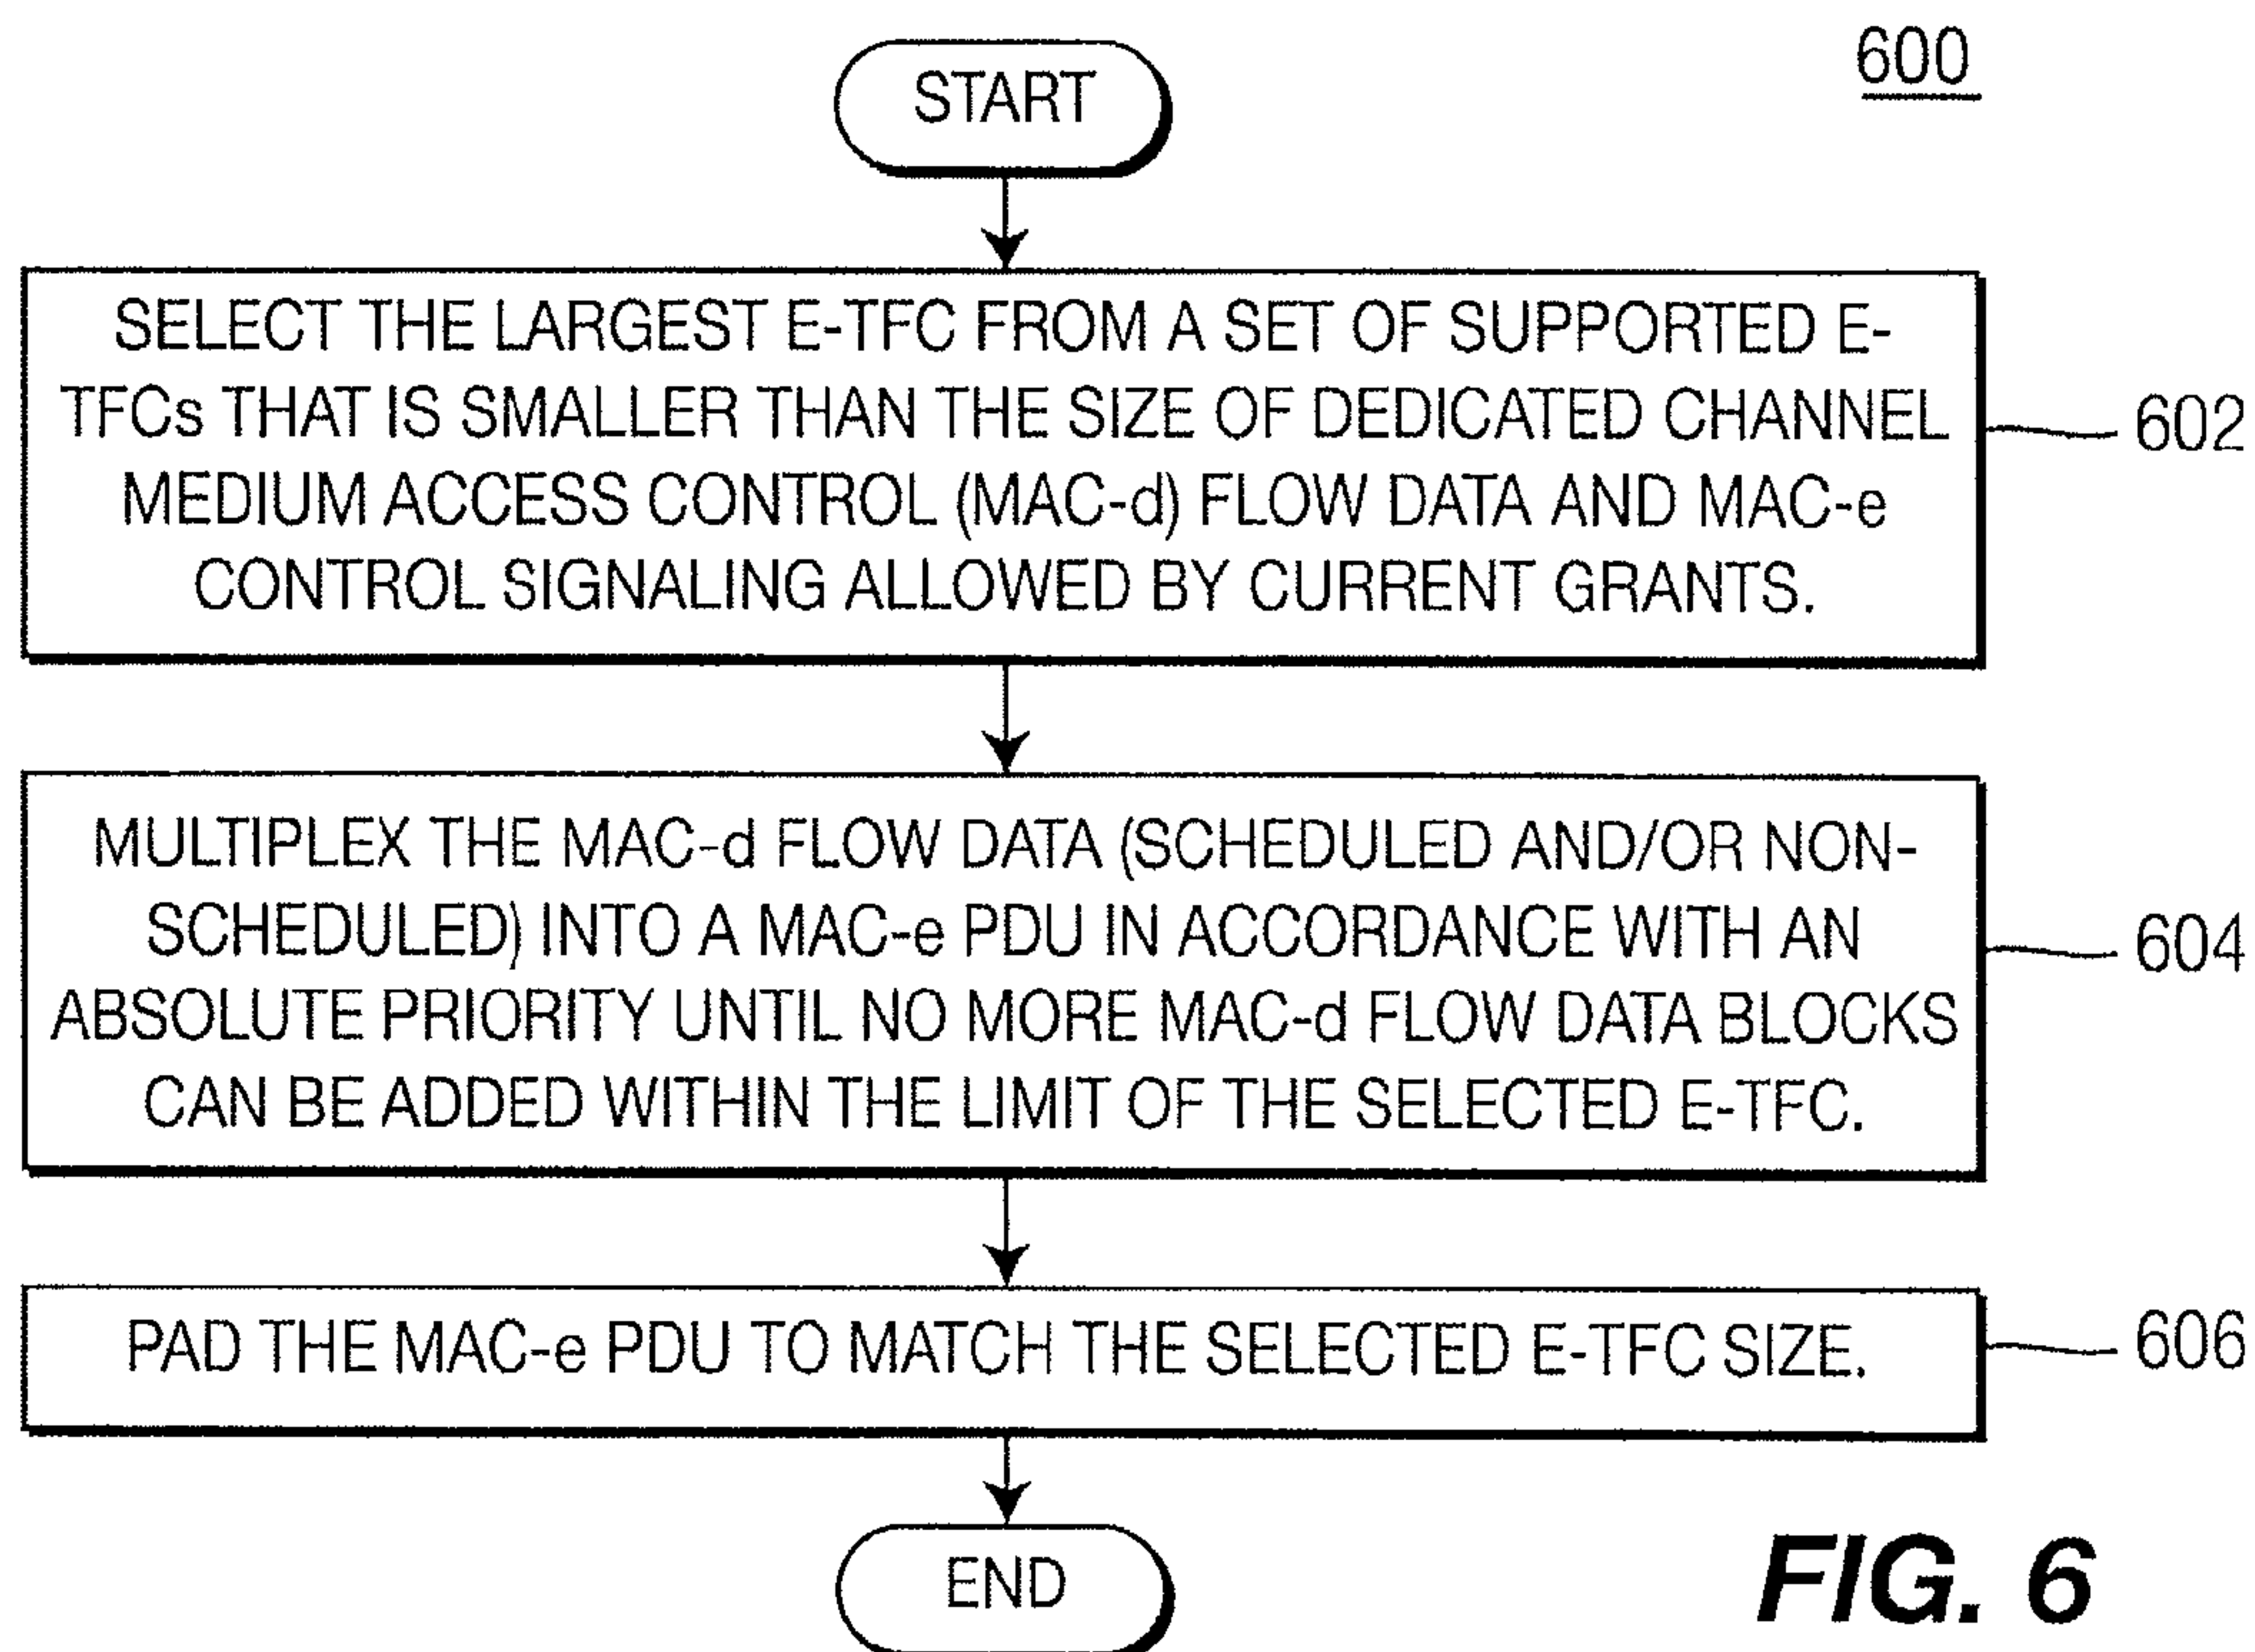 600
START
SELECT THE LARGEST E-TFC FROM A SET OF SUPPORTED E-
TFCs THAT IS SMALLER THAN THE SIZE OF DEDICATED CHANNEL
MEDIUM ACCESS CONTROL (MAC-d) FLOW DATA AND MAC-e
CONTROL SIGNALING ALLOWED BY CURRENT GRANTS.
602
MULTIPLEX THE MAC-d FLOW DATA (SCHEDULED AND/OR NON-
SCHEDULED) INTO A MAC-e PDU IN ACCORDANCE WITH AN
ABSOLUTE PRIORITY UNTIL NO MORE MAC-d FLOW DATA BLOCKS
CAN BE ADDED WITHIN THE LIMIT OF THE SELECTED E-TFC.
604
PAD THE MAC-e PDU TO MATCH THE SELECTED E-TFC SIZE.
606
END
FIG. 6